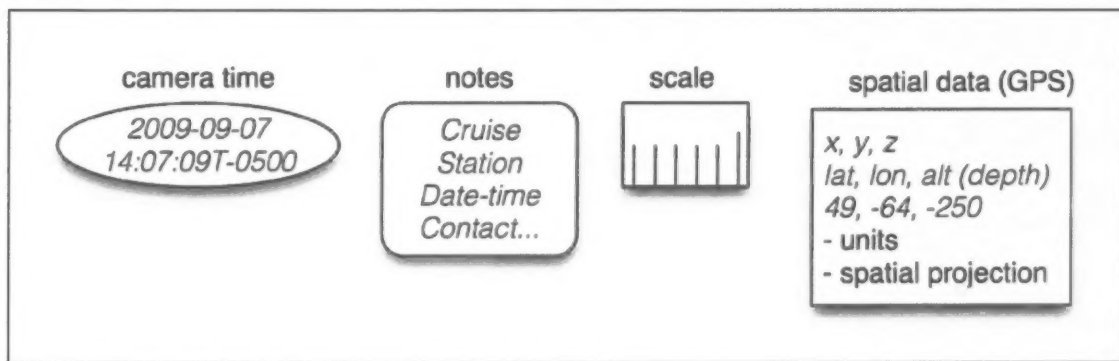 camera time
2009-09-07
14:07:09T-0500
notes
Cruise
Station
Date-time
Contact...
scale
spatial data (GPS)
x, y, z
lat, lon, alt (depth)
49, -64, -250
- units
- spatial projection